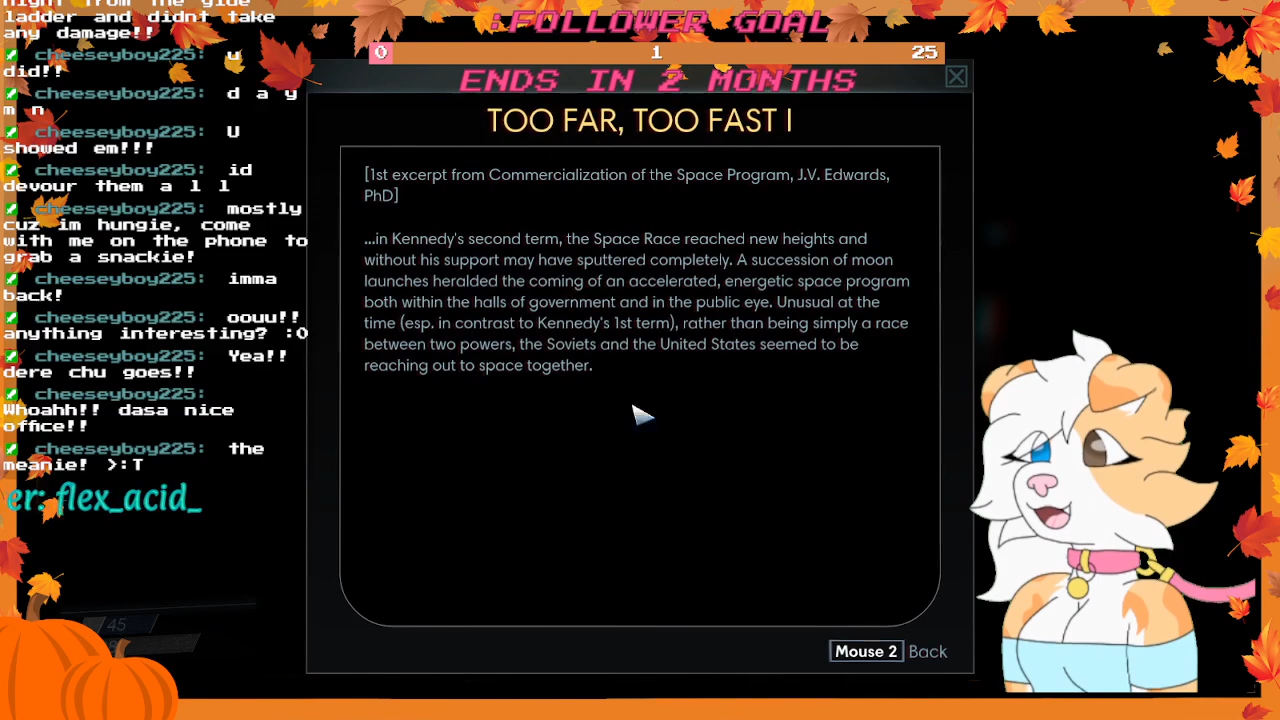 night from the glde
ladder and didnt take
any damage!!
cheeseyboy225: u
did!!
cheeseyboy225: d a y
m n
cheeseyboy225: U
showed em!!!
cheeseyboy225: id
devour them a l l
cheeseyboy225: mostly
cuz im hungie, come
with me on the phone to
grab a snackie!
cheeseyboy225: imma
back!
cheeseyboy225: oouu!!
anything interesting? :O
cheeseyboy225: Yea!!
dere chu goes!!
cheeseyboy225:
Whoahh!! dasa nice
office!!
cheeseyboy225: the
meanie! >:T
er: flex_acid_
:FOLLOWER GOAL
0 1 25
ENDS IN 2 MONTHS
TOO FAR, TOO FAST I
[1st excerpt from Commercialization of the Space Program, J.V. Edwards,
PhD]
...in Kennedy's second term, the Space Race reached new heights and
without his support may have sputtered completely. A succession of moon
launches heralded the coming of an accelerated, energetic space program
both within the halls of government and in the public eye. Unusual at the
time (esp. in contrast to Kennedy's 1st term), rather than being simply a race
between two powers, the Soviets and the United States seemed to be
reaching out to space together.
Mouse 2 Back
45